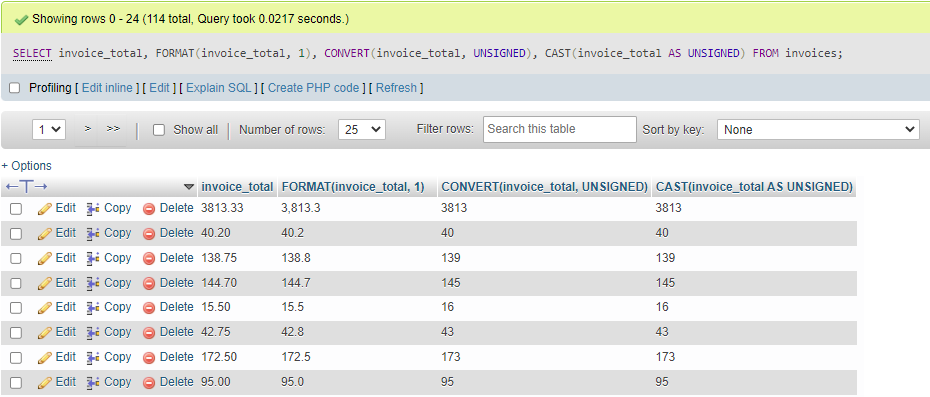 Showing rows 0 - 24 (114 total, Query took 0.0217 seconds.)
SELECT invoice_total, FORMAT(invoice_total, 1), CONVERT(invoice_total, UNSIGNED), CAST(invoice_total AS UNSIGNED) FROM invoices;
Profiling [ Edit inline ] [ Edit ] [ Explain SQL ] [ Create PHP code ] [ Refresh ]
1 > >> | Show all | Number of rows: 25 Filter rows: Search this table Sort by key: None
+ Options
←T→ invoice_total FORMAT(invoice_total, 1) CONVERT(invoice_total, UNSIGNED) CAST(invoice_total AS UNSIGNED)
Edit Copy Delete 3813.33 3,813.3 3813 3813
Edit Copy Delete 40.20 40.2 40 40
Edit Copy Delete 138.75 138.8 139 139
Edit Copy Delete 144.70 144.7 145 145
Edit Copy Delete 15.50 15.5 16 16
Edit Copy Delete 42.75 42.8 43 43
Edit Copy Delete 172.50 172.5 173 173
Edit Copy Delete 95.00 95.0 95 95